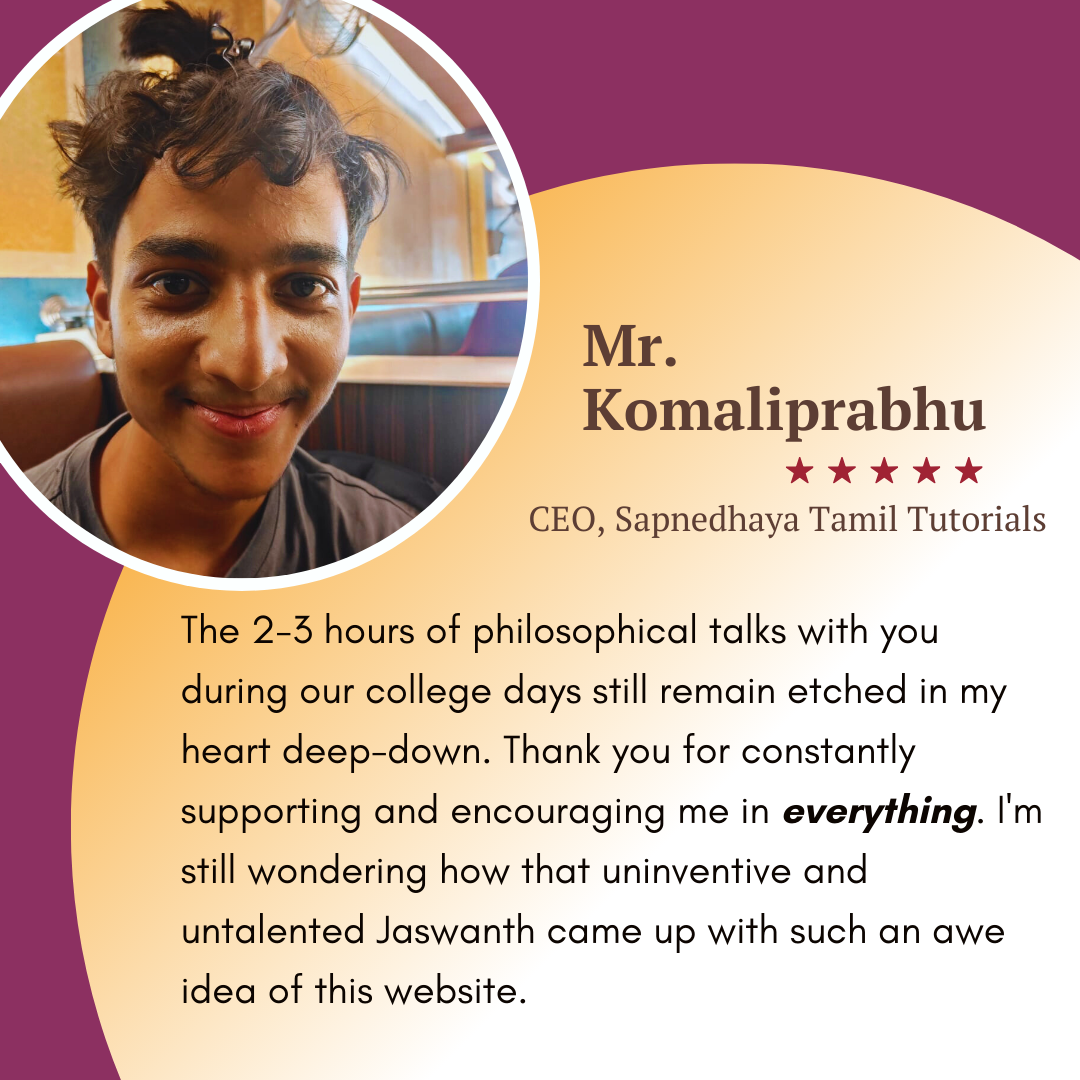 Mr.
Komaliprabhu
CEO, Sapnedhaya Tamil Tutorials
The 2-3 hours of philosophical talks with you
during our college days still remain etched in my
heart deep-down. Thank you for constantly
supporting and encouraging me in everything. I'm
still wondering how that uninventive and
untalented Jaswanth came up with such an awe
idea of this website.